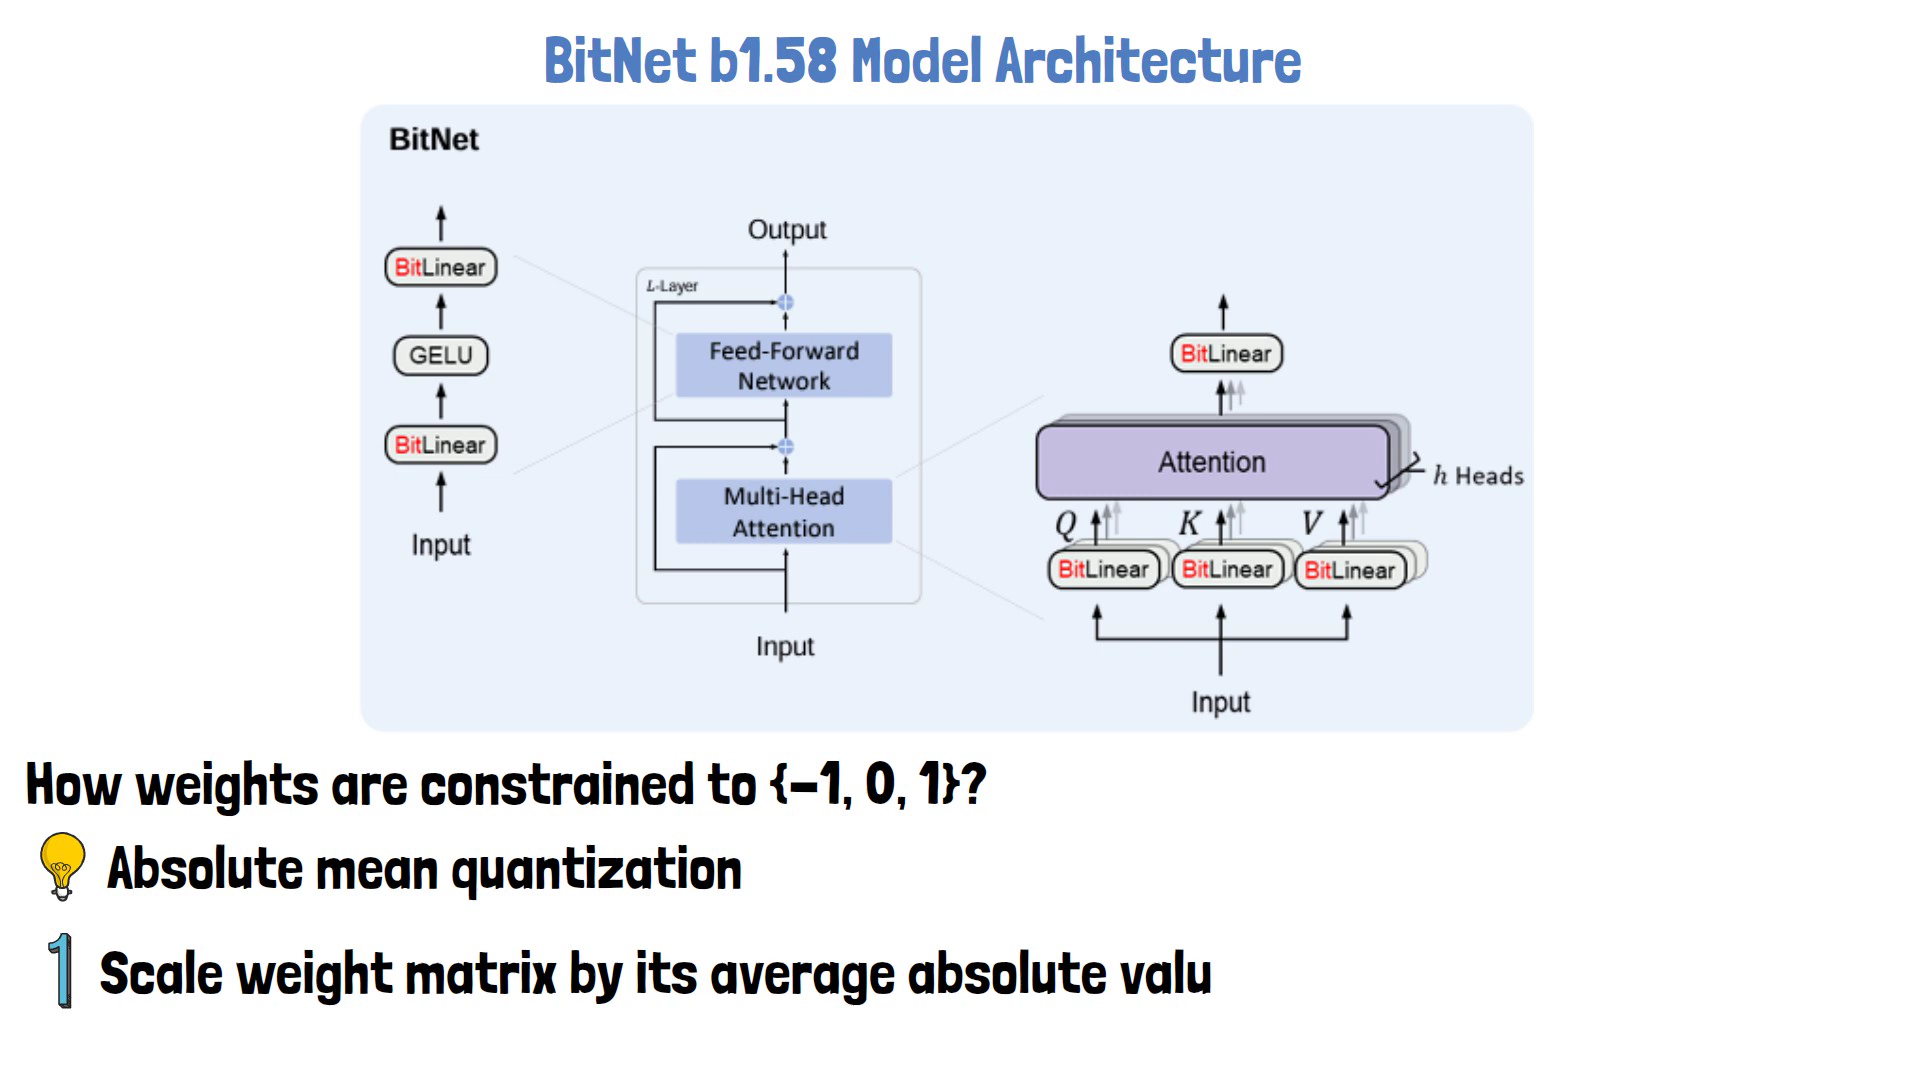 BitNet b1.58 Model Architecture
BitNet
BitLinear
GELU
BitLinear
Input
Output
L-Layer
Feed-Forward
Network
Multi-Head
Attention
Input
BitLinear
Attention
h Heads
Q K V
BitLinear BitLinear BitLinear
Input
How weights are constrained to {-1, 0, 1}?
Absolute mean quantization
1 Scale weight matrix by its average absolute valu